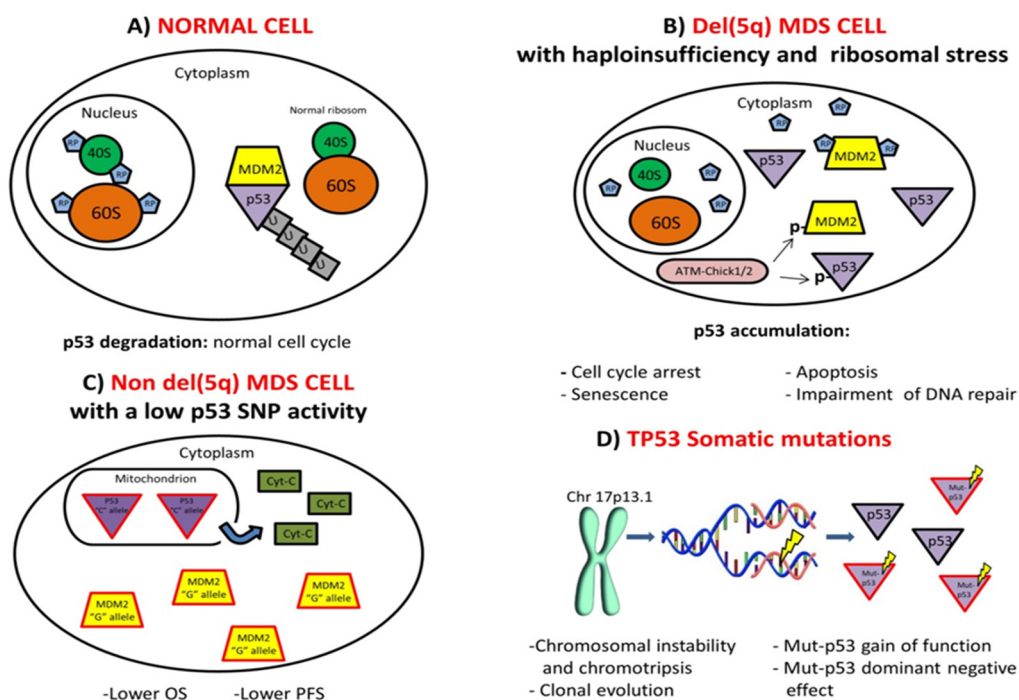 A) NORMAL CELL
Cytoplasm
Nucleus
RP
40S
RP
RP
60S
RP
Normal ribosom
40S
60S
MDM2
p53
U
U
U
U
p53 degradation: normal cell cycle
B) Del(5q) MDS CELL
with haploinsufficiency and ribosomal stress
Cytoplasm
RP
RP
Nucleus
40S
RP
RP
RP
60S
p53
RP
MDM2
RP
p53
p-
MDM2
ATM-Chick1/2
p-
p53
p53 accumulation:
- Cell cycle arrest
- Senescence
- Apoptosis
- Impairment of DNA repair
C) Non del(5q) MDS CELL
with a low p53 SNP activity
Cytoplasm
Mitochondrion
P53
"C" allele
P53
"C" allele
Cyt-C
Cyt-C
Cyt-C
MDM2
"G" allele
MDM2
"G" allele
MDM2
"G" allele
MDM2
"G" allele
-Lower OS
-Lower PFS
D) TP53 Somatic mutations
Chr 17p13.1
p53
Mut-
p53
p53
Mut-
p53
Mut-
p53
-Chromosomal instability
and chromotripsis
- Clonal evolution
- Mut-p53 gain of function
- Mut-p53 dominant negative
effect